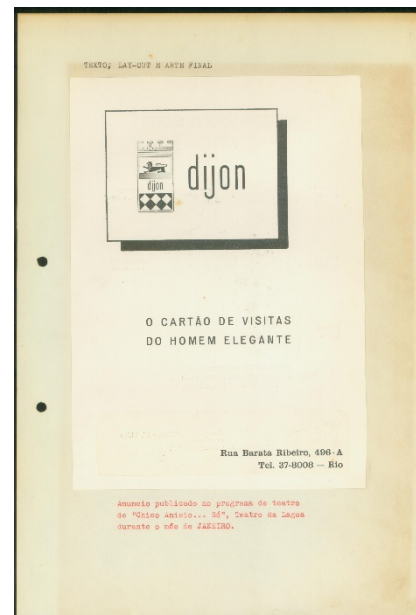 TEXTO, LAY-OUT E ARTE FINAL
dijon
dijon
O CARTÃO DE VISITAS
DO HOMEM ELEGANTE
Rua Barata Ribeiro, 496-A
Tel. 37-8008 — Rio
Anuncio publicado no programa de teatro
de "Chico Anisio... Só", Teatro da Lagoa
durante o mês de JANEIRO.